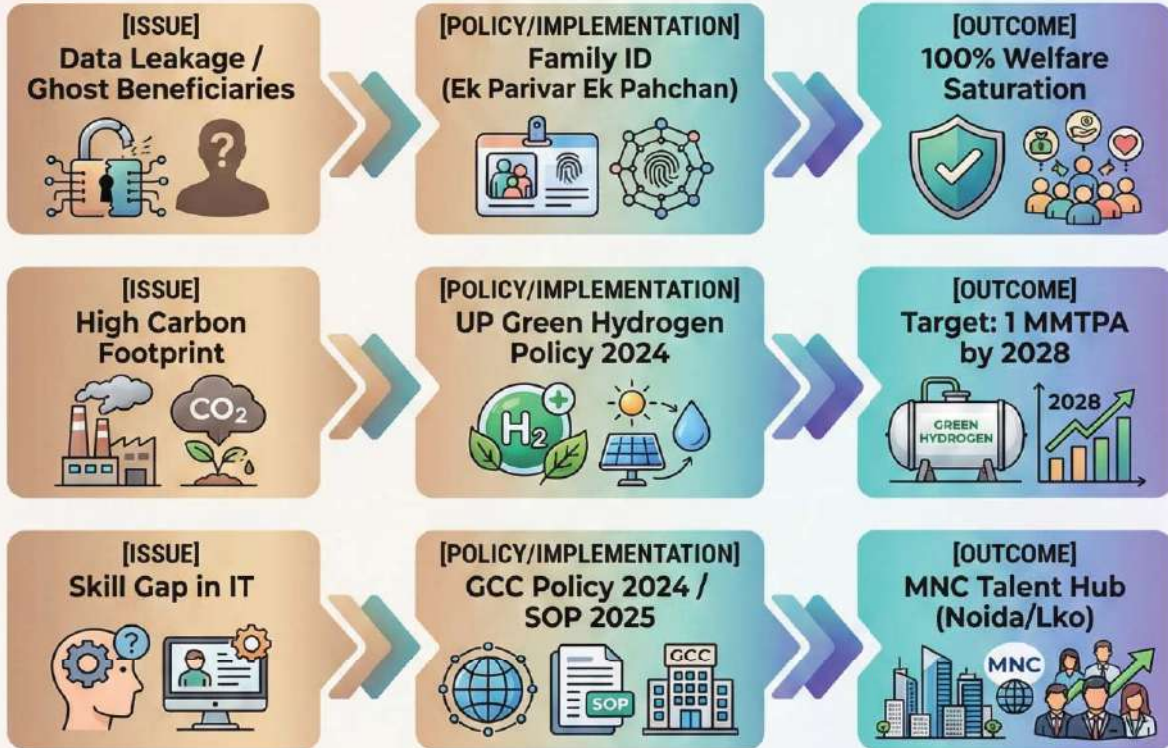 [ISSUE]
Data Leakage /
Ghost Beneficiaries
?
[POLICY/IMPLEMENTATION]
Family ID
(Ek Parivar Ek Pahchan)
[OUTCOME]
100% Welfare
Saturation
[ISSUE]
High Carbon
Footprint
CO₂
[POLICY/IMPLEMENTATION]
UP Green Hydrogen
Policy 2024
H₂
[OUTCOME]
Target: 1 MMTPA
by 2028
GREEN
HYDROGEN
2028
[ISSUE]
Skill Gap in IT
?
[POLICY/IMPLEMENTATION]
GCC Policy 2024 /
SOP 2025
SOP
GCC
[OUTCOME]
MNC Talent Hub
(Noida/Lko)
MNC